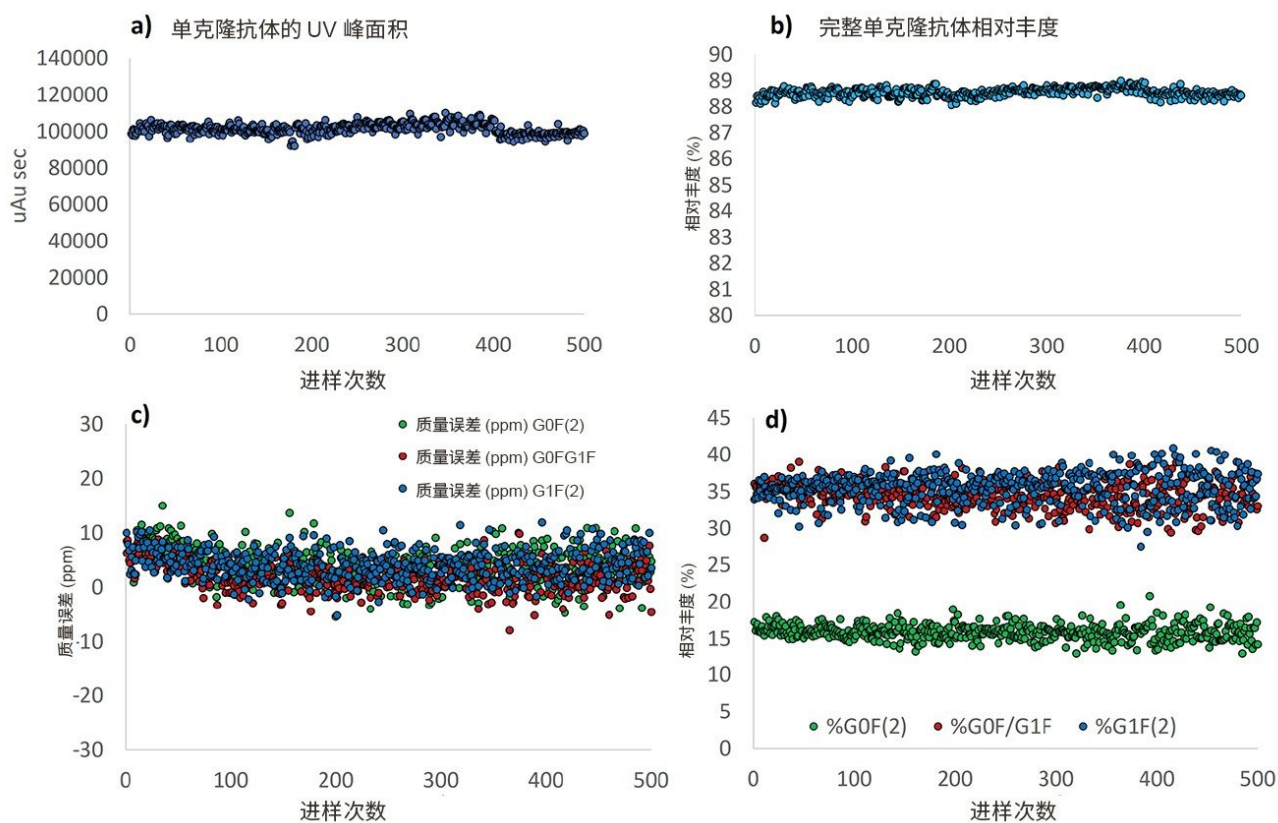 a) 单克隆抗体的 UV 峰面积
140000
120000
100000
80000
60000
40000
20000
0
uAu sec
0 100 200 300 400 500
进样次数
b) 完整单克隆抗体相对丰度
90
89
88
87
86
85
84
83
82
81
80
相对丰度 (%)
0 100 200 300 400 500
进样次数
c)
质量误差 (ppm) G0F(2)
质量误差 (ppm) G0FG1F
质量误差 (ppm) G1F(2)
30
20
10
0
-10
-20
-30
质量误差 (ppm)
0 100 200 300 400 500
进样次数
d)
45
40
35
30
25
20
15
10
5
0
相对丰度 (%)
%G0F(2) %G0F/G1F %G1F(2)
0 100 200 300 400 500
进样次数